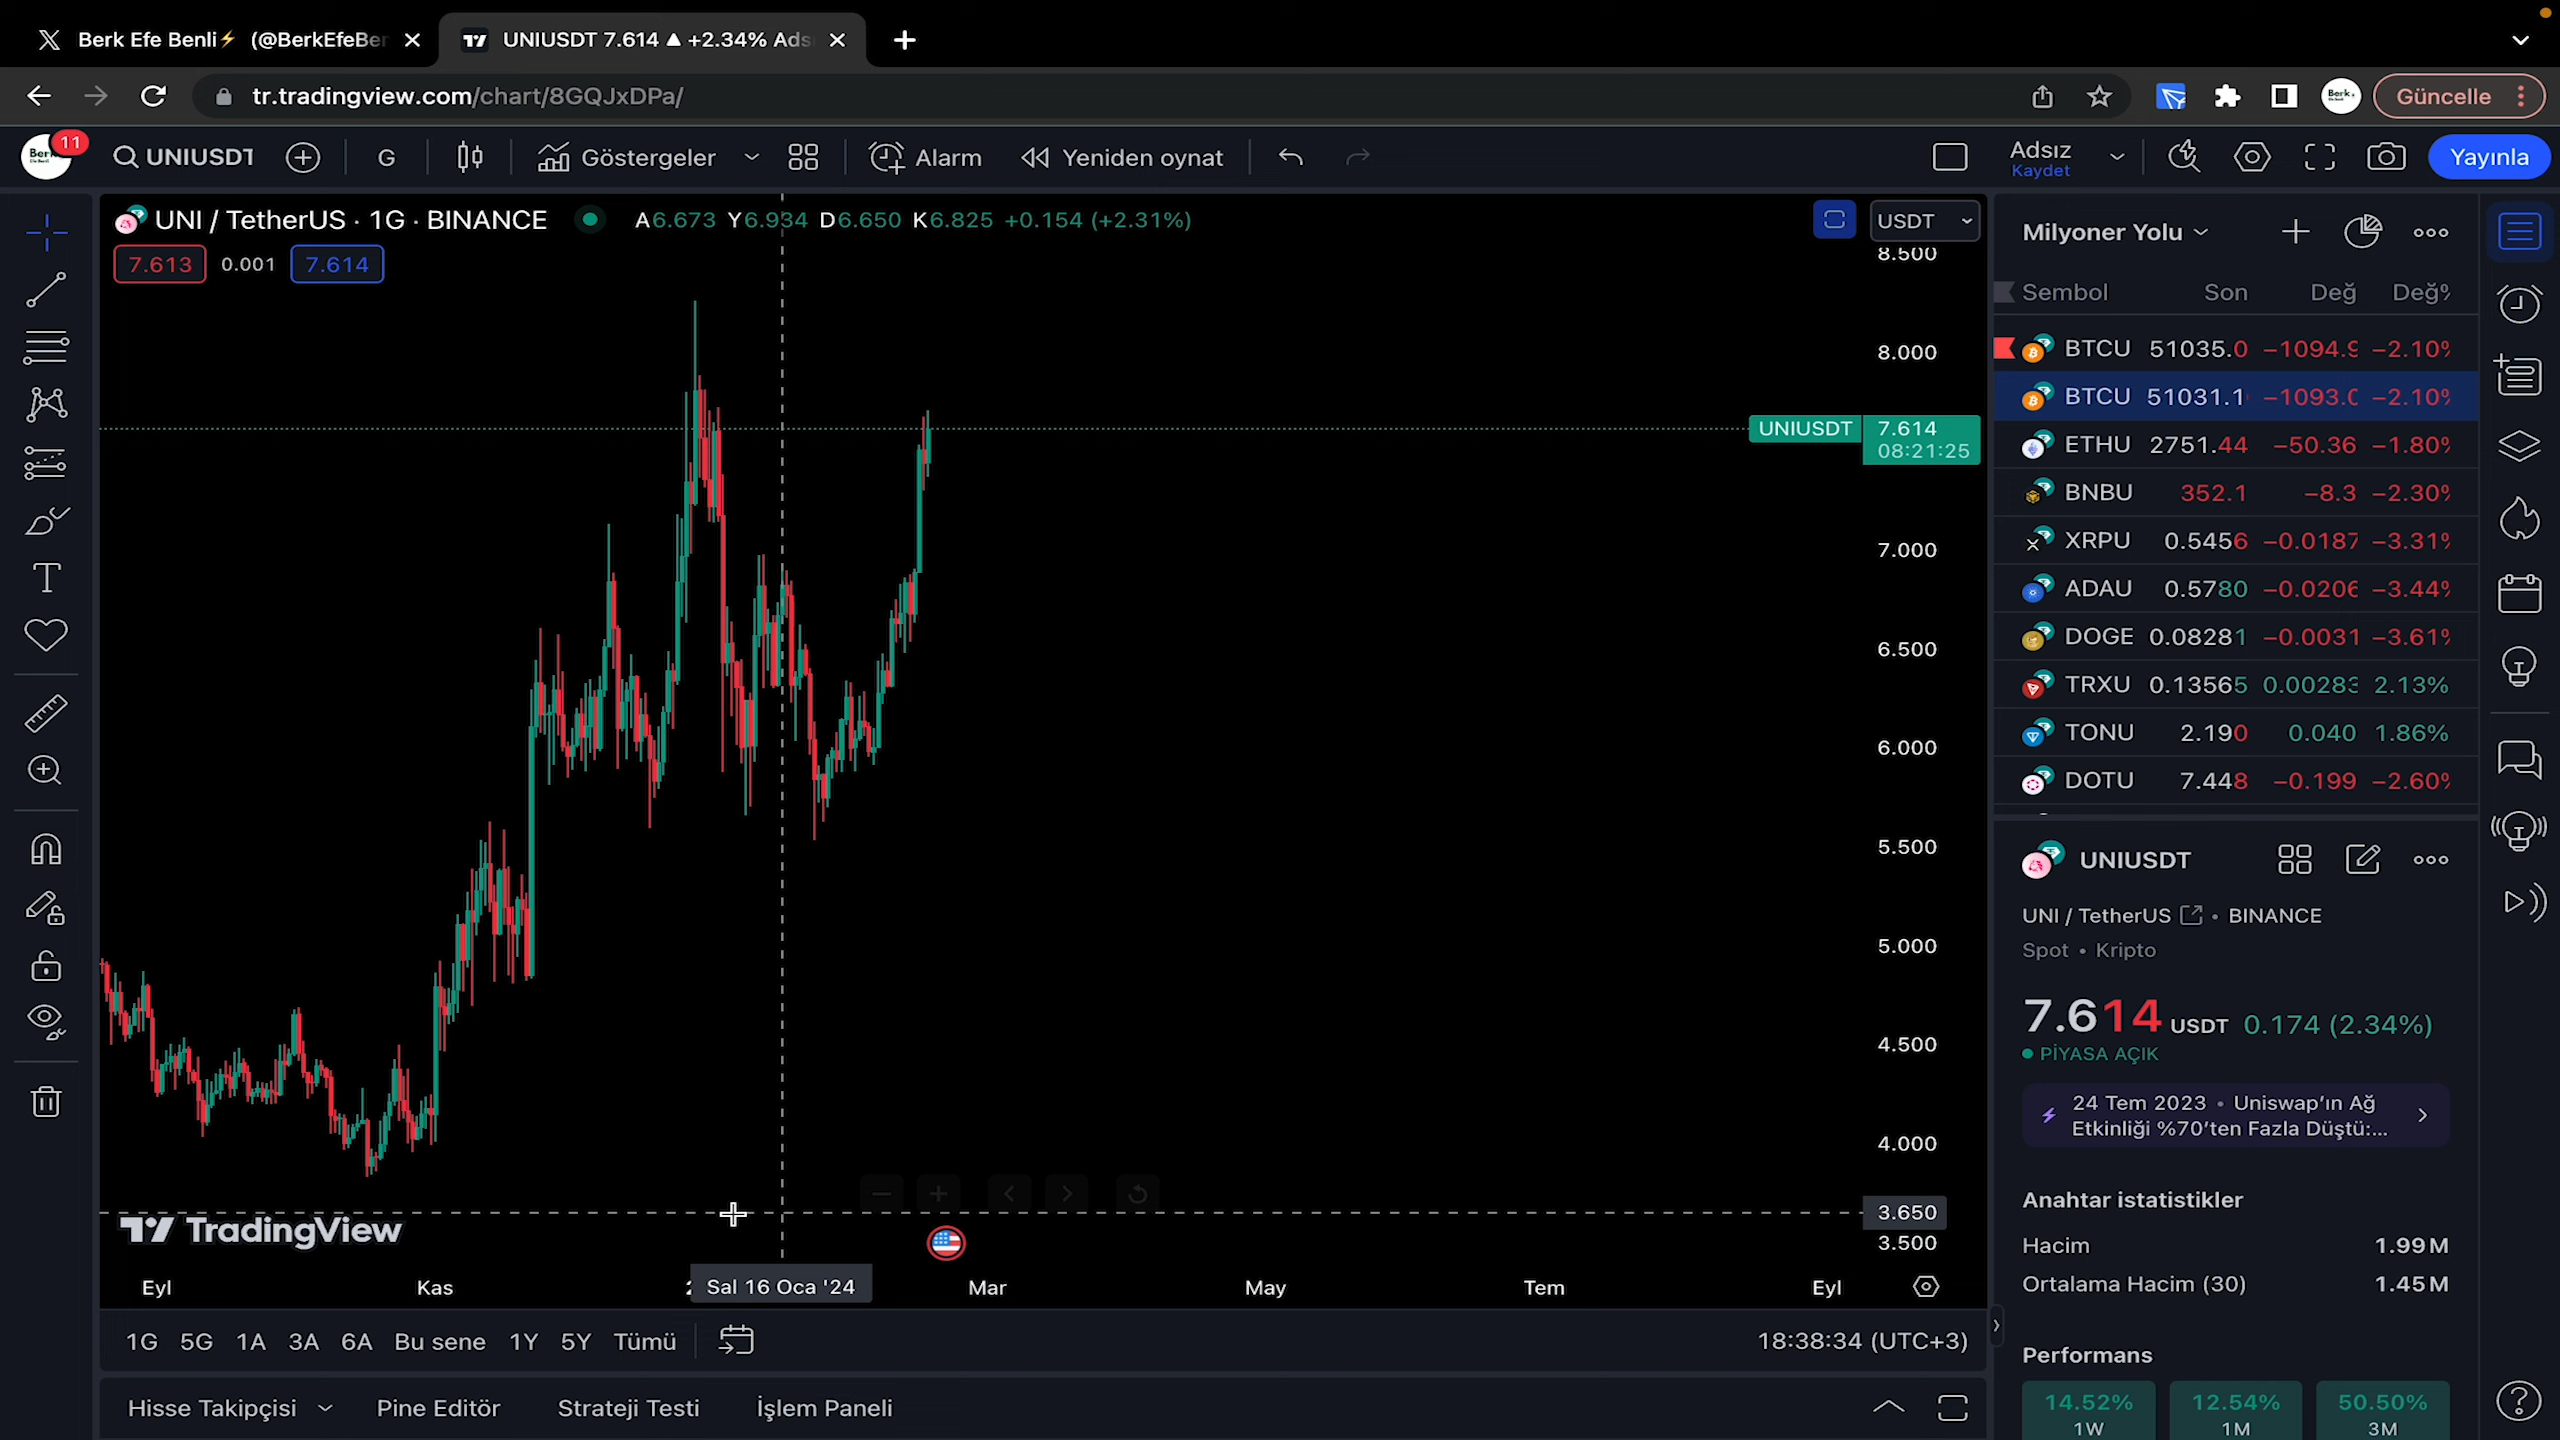 Berk Efe Benli⚡ (@BerkEfeBer
UNIUSDT 7.614 ▲ +2.34% Ads
tr.tradingview.com/chart/8GQJxDPa/
Güncelle
11
UNIUSDT
G
Göstergeler
Alarm
Yeniden oynat
Adsız
Kaydet
Yayınla
UNI / TetherUS · 1G · BINANCE
A6.673 Y6.934 D6.650 K6.825 +0.154 (+2.31%)
USDT
7.613 0.001 7.614
8.500
8.000
UNIUSDT 7.614
08:21:25
7.000
6.500
6.000
5.500
5.000
4.500
4.000
3.650
3.500
TradingView
Eyl Kas Sal 16 Oca '24 Mar May Tem Eyl
1G 5G 1A 3A 6A Bu sene 1Y 5Y Tümü
18:38:34 (UTC+3)
Hisse Takipçisi Pine Editör Strateji Testi İşlem Paneli
Milyoner Yolu
Sembol Son Değ Değ%
BTCU 51035.0 −1094.9 −2.10%
BTCU 51031.1 −1093.0 −2.10%
ETHU 2751.44 −50.36 −1.80%
BNBU 352.1 −8.3 −2.30%
XRPU 0.5456 −0.0187 −3.31%
ADAU 0.5780 −0.0206 −3.44%
DOGE 0.08281 −0.0031 −3.61%
TRXU 0.13565 0.00283 2.13%
TONU 2.190 0.040 1.86%
DOTU 7.448 −0.199 −2.60%
UNIUSDT
UNI / TetherUS • BINANCE
Spot • Kripto
7.614 USDT 0.174 (2.34%)
PİYASA AÇIK
24 Tem 2023 • Uniswap'ın Ağ
Etkinliği %70'ten Fazla Düştü:...
Anahtar istatistikler
Hacim 1.99M
Ortalama Hacim (30) 1.45M
Performans
14.52% 12.54% 50.50%
1W 1M 3M